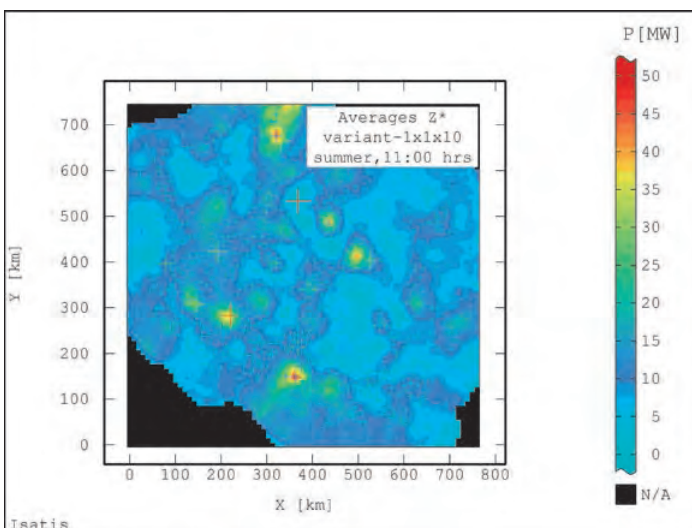 P[MW]
Averages Z*
variant-1x1x10
summer,11:00 hrs
50
45
40
35
30
25
20
15
10
5
0
N/A
Y [km]
700
600
500
400
300
200
100
0
0 100 200 300 400 500 600 700 800
X [km]
Isatis